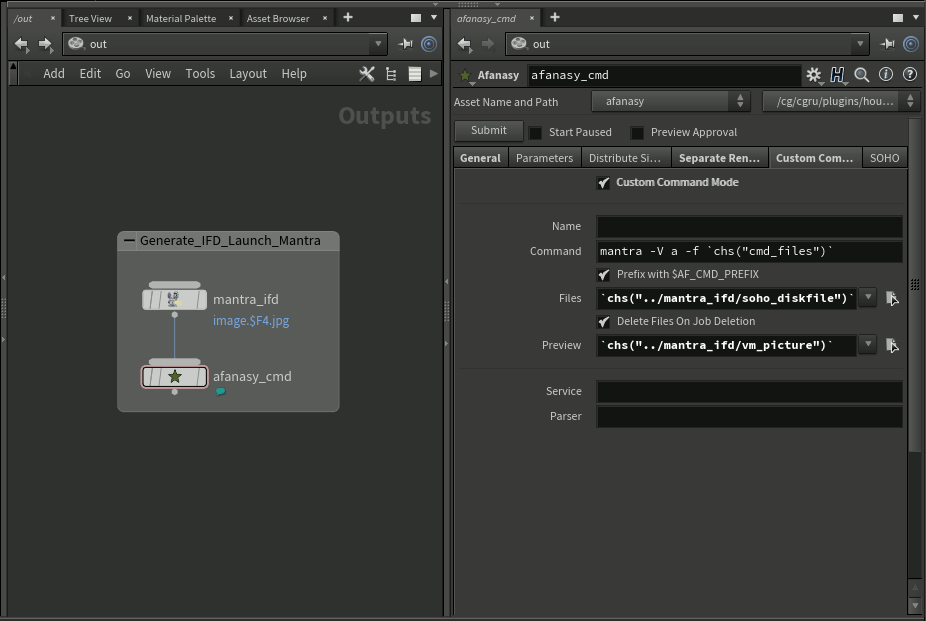 /out × Tree View × Material Palette × Asset Browser × +
out
Add Edit Go View Tools Layout Help
Outputs
Generate_IFD_Launch_Mantra
mantra_ifd
image.$F4.jpg
afanasy_cmd
afanasy_cmd × +
out
Afanasy afanasy_cmd
Asset Name and Path afanasy /cg/cgru/plugins/hou...
Submit Start Paused Preview Approval
General Parameters Distribute Si... Separate Ren... Custom Com... SOHO
Custom Command Mode
Name
Command mantra -V a -f `chs("cmd_files")`
Prefix with $AF_CMD_PREFIX
Files `chs("../mantra_ifd/soho_diskfile")`
Delete Files On Job Deletion
Preview `chs("../mantra_ifd/vm_picture")`
Service
Parser